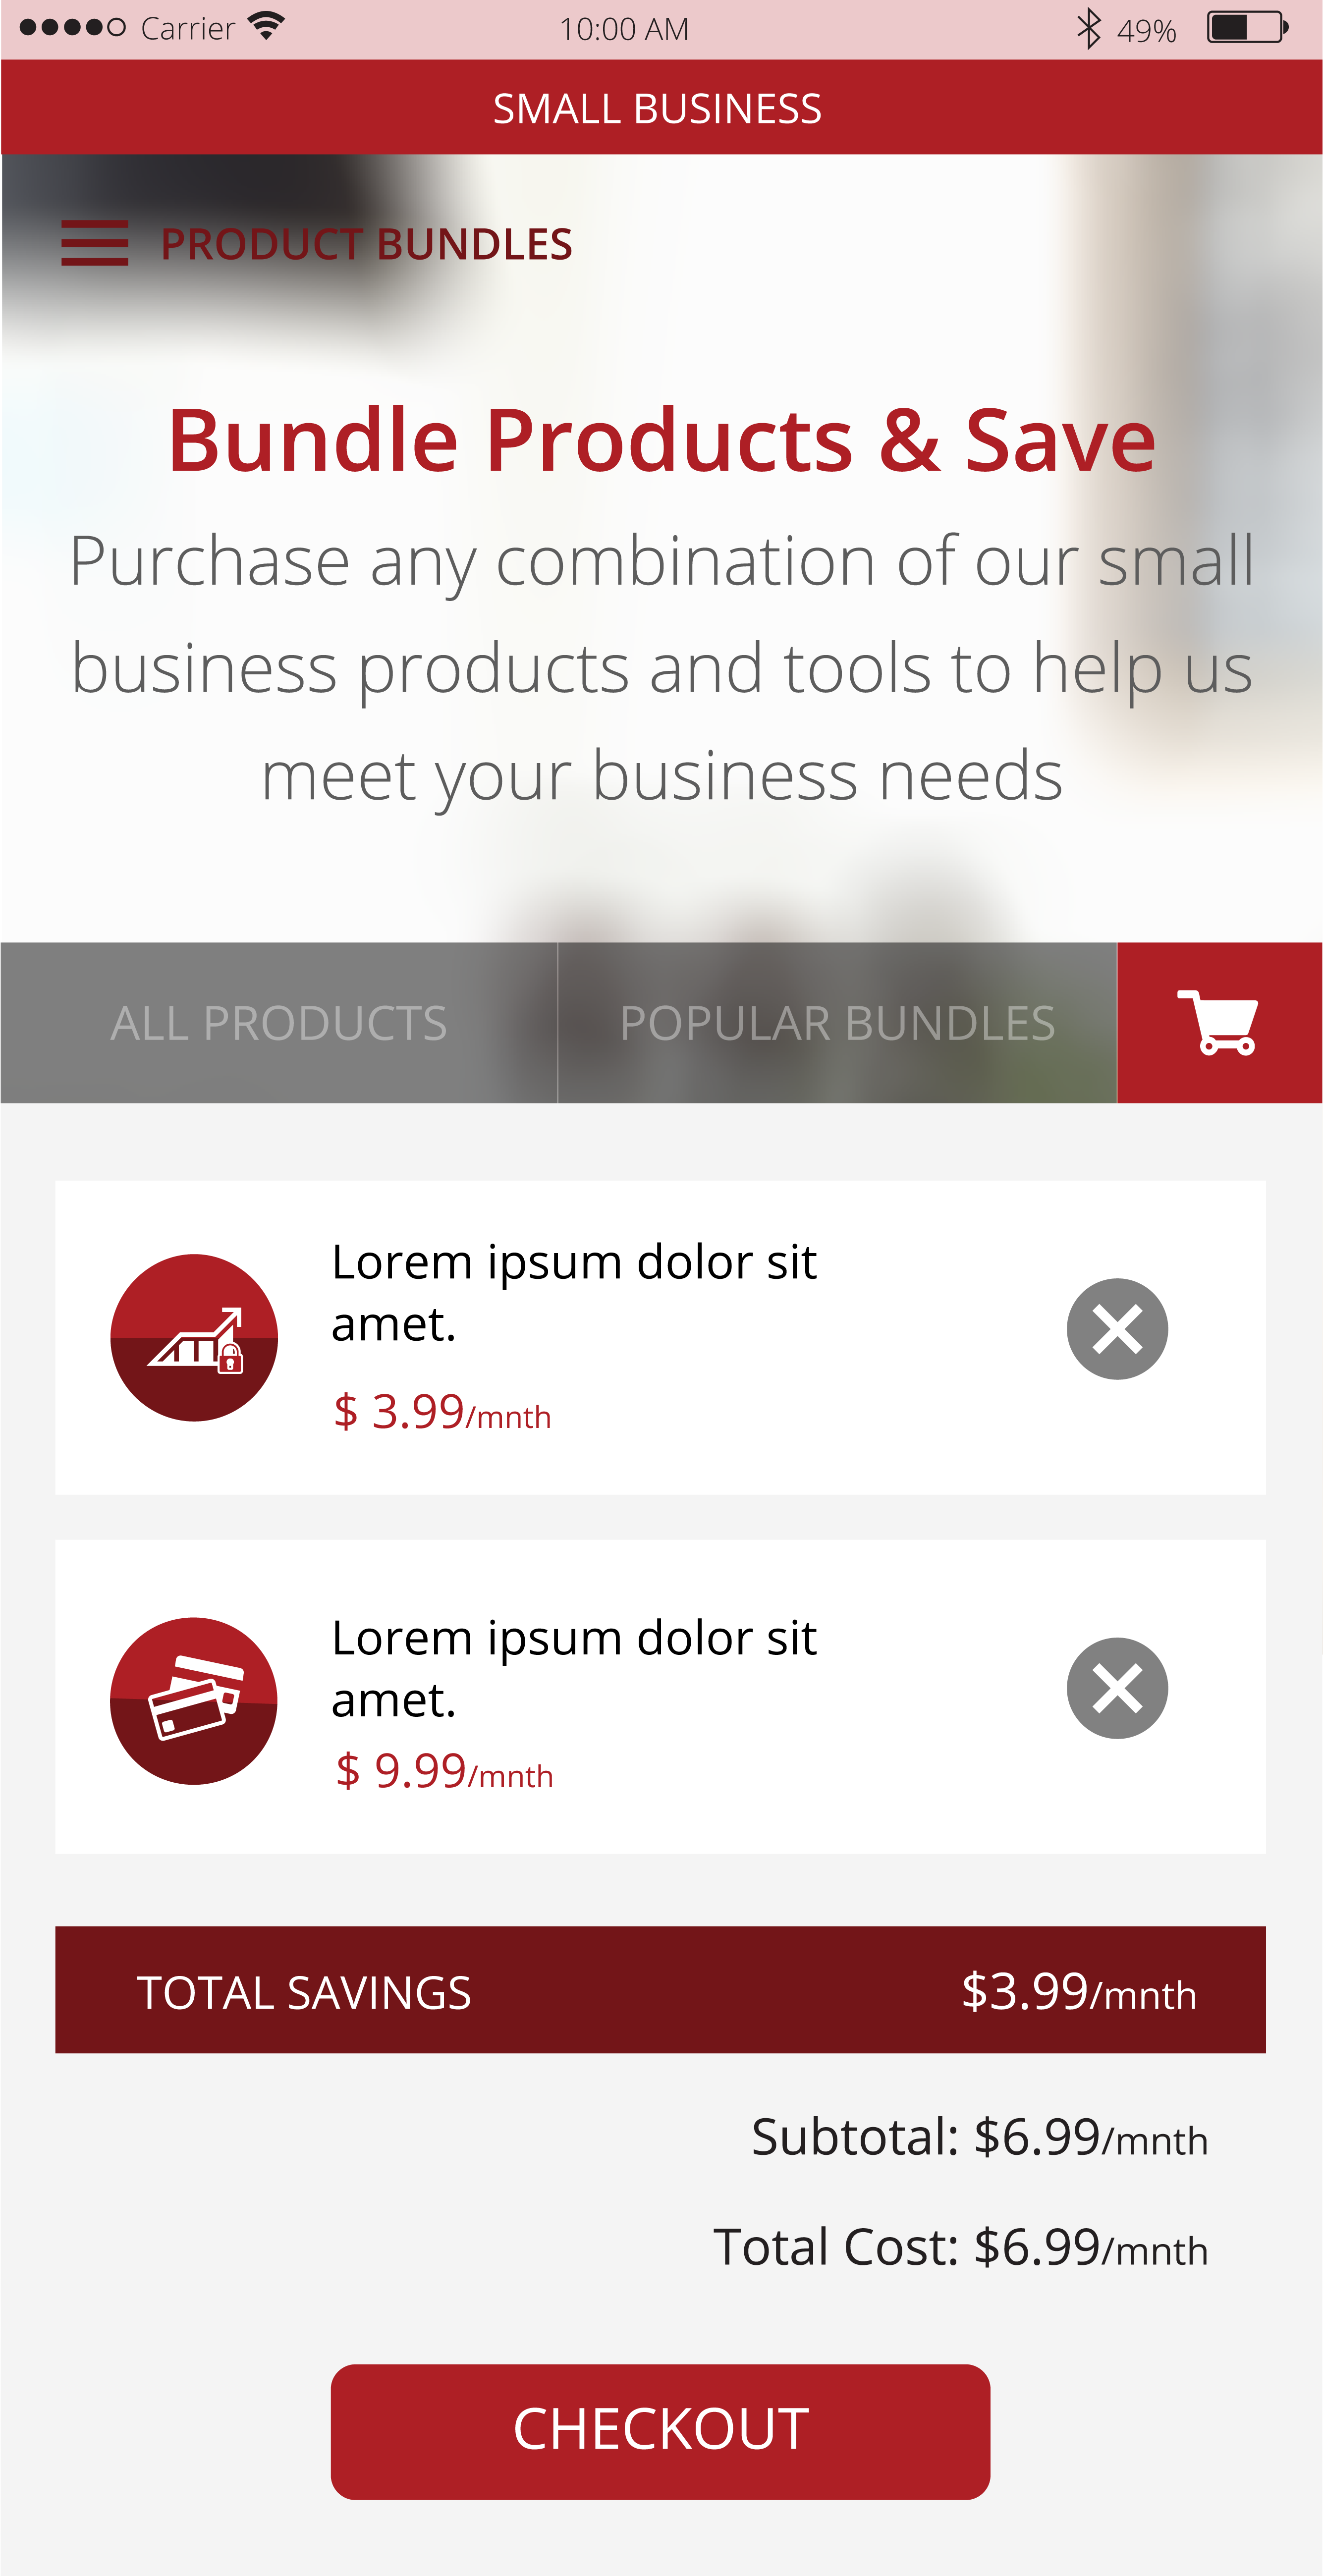 Carrier 10:00 AM 49%
SMALL BUSINESS
PRODUCT BUNDLES
Bundle Products & Save
Purchase any combination of our small
business products and tools to help us
meet your business needs
ALL PRODUCTS POPULAR BUNDLES
Lorem ipsum dolor sit
amet.
$ 3.99/mnth
Lorem ipsum dolor sit
amet.
$ 9.99/mnth
TOTAL SAVINGS $3.99/mnth
Subtotal: $6.99/mnth
Total Cost: $6.99/mnth
CHECKOUT